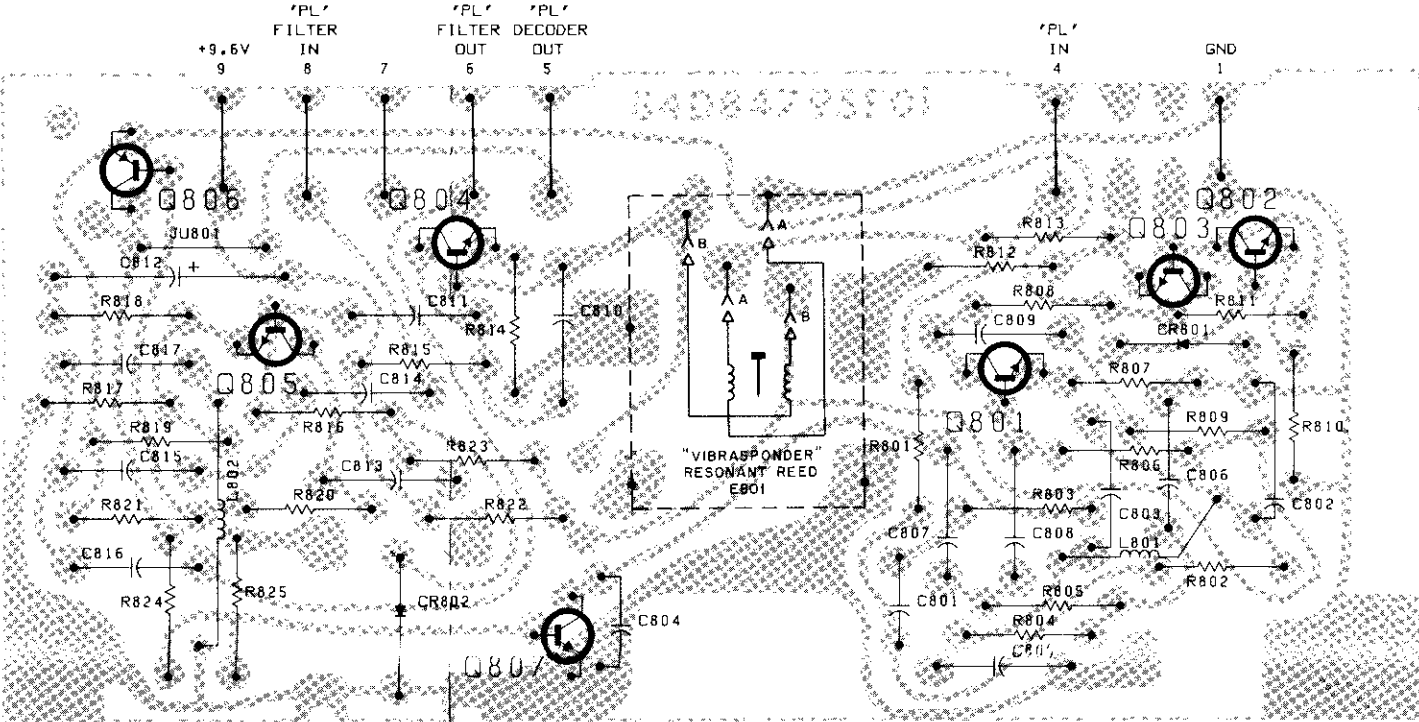 'PL' FILTER IN
'PL' FILTER OUT
'PL' DECODER OUT
'PL' IN
+9.6V
GND
9
8
7
6
5
4
1
Q806
Q804
Q802
Q803
JU801
R813
C812
+
R812
B
A
A
B
R818
C811
R814
C810
R808
R811
C809
CR801
C817
R815
Q805
C814
R807
R817
R816
Q801
R809
R810
R819
R823
R801
"VIBRASPONDER"
RESONANT REED
E801
R806
C815
L802
C813
C806
R821
R820
R822
R803
C803
C802
C807
C808
L801
C816
R802
R824
R825
CR802
C804
C801
R805
R804
Q807